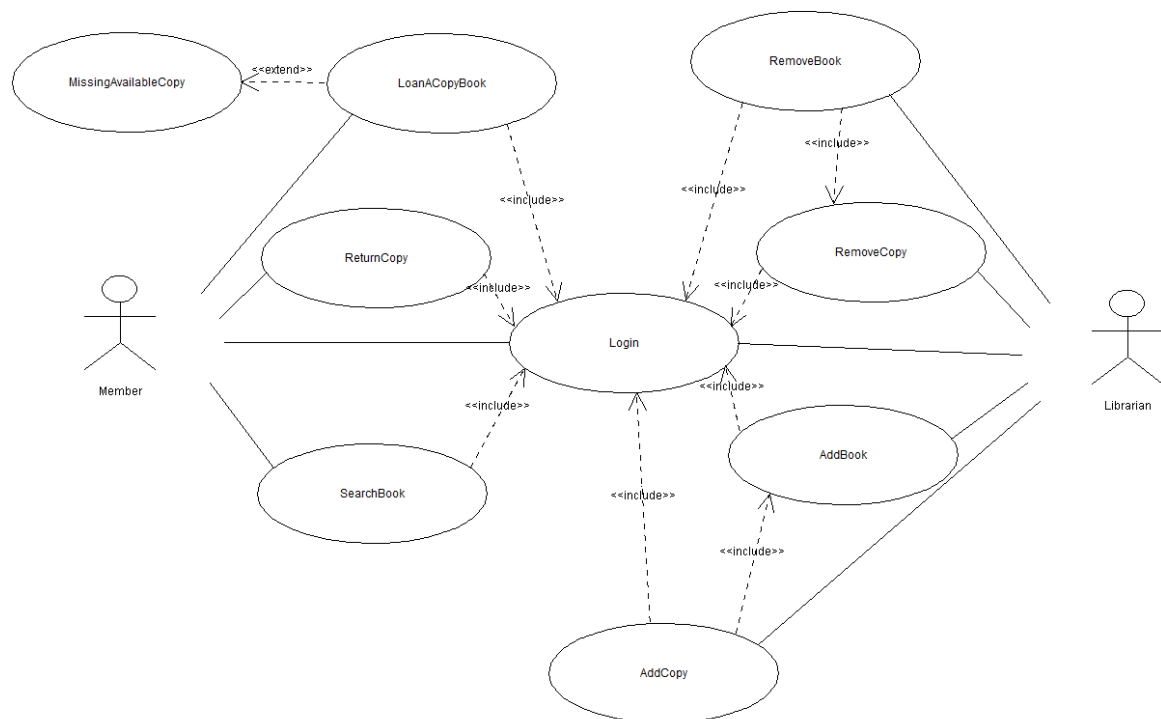 RemoveBook
<<extend>>
MissingAvailableCopy
LoanACopyBook
<<include>>
<<include>>
<<include>>
RemoveCopy
ReturnCopy
<<include>>
<<include>>
Login
Member
Librarian
<<include>>
<<include>>
AddBook
SearchBook
<<include>>
<<include>>
AddCopy